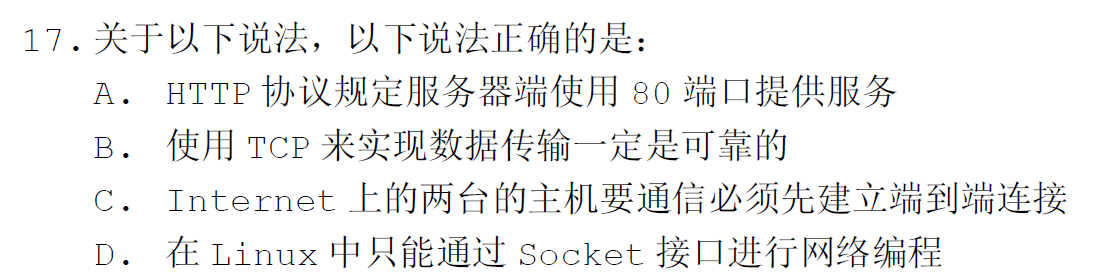 17.关于以下说法，以下说法正确的是：
A. HTTP 协议规定服务器端使用 80 端口提供服务
B. 使用 TCP 来实现数据传输一定是可靠的
C. Internet 上的两台的主机要通信必须先建立端到端连接
D. 在 Linux 中只能通过 Socket 接口进行网络编程